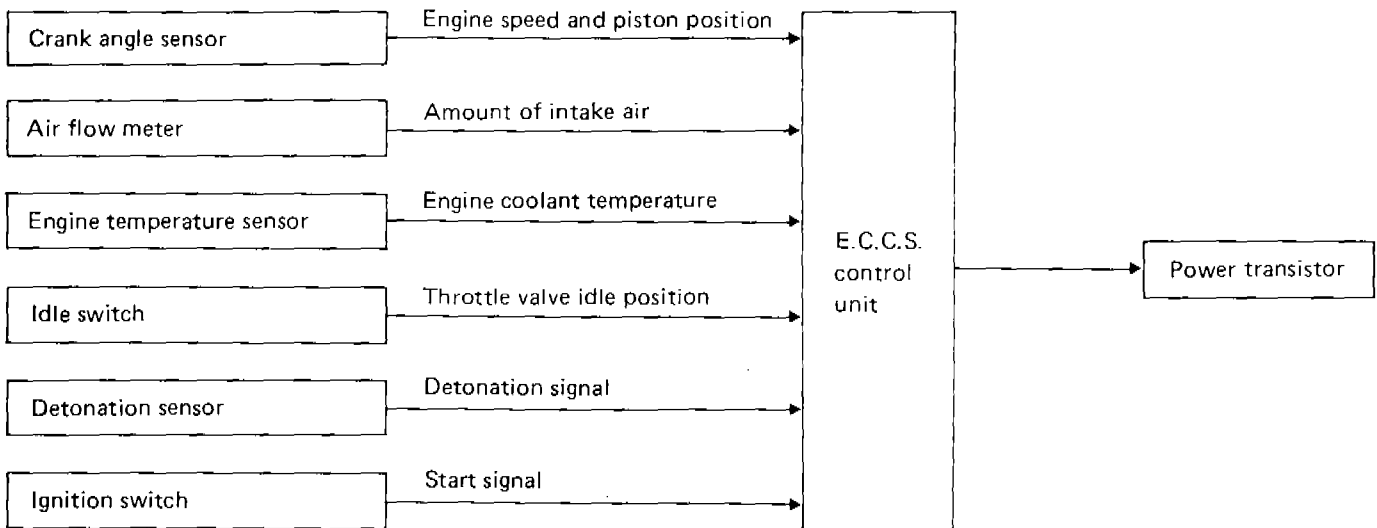 Crank angle sensor
Engine speed and piston position
Air flow meter
Amount of intake air
Engine temperature sensor
Engine coolant temperature
Idle switch
Throttle valve idle position
Detonation sensor
Detonation signal
Ignition switch
Start signal
E.C.C.S.
control
unit
Power transistor